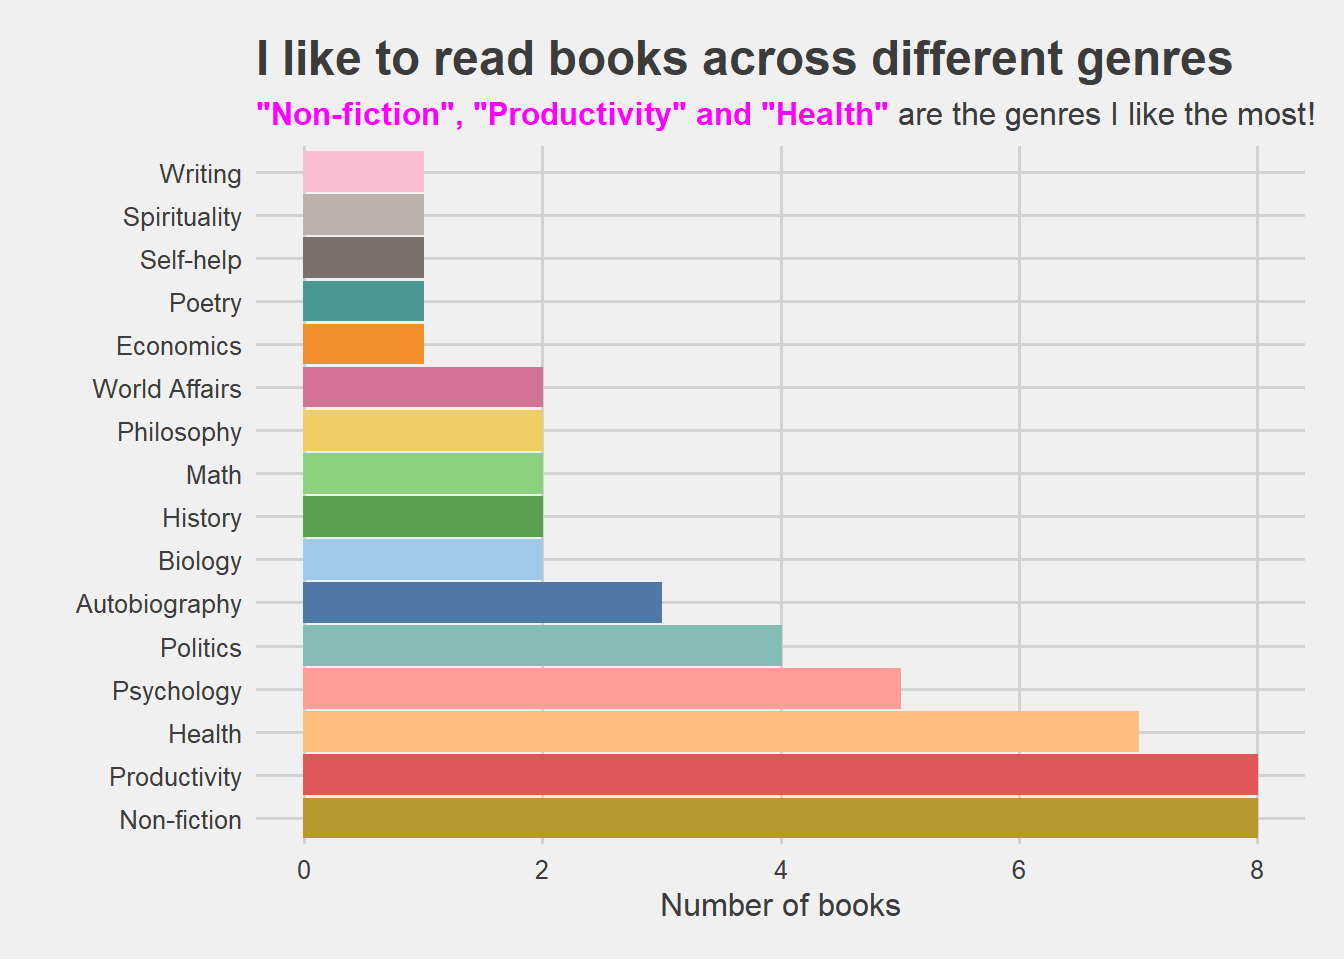 I like to read books across different genres
"Non-fiction", "Productivity" and "Health" are the genres I like the most!
Writing
Spirituality
Self-help
Poetry
Economics
World Affairs
Philosophy
Math
History
Biology
Autobiography
Politics
Psychology
Health
Productivity
Non-fiction
0 2 4 6 8
Number of books